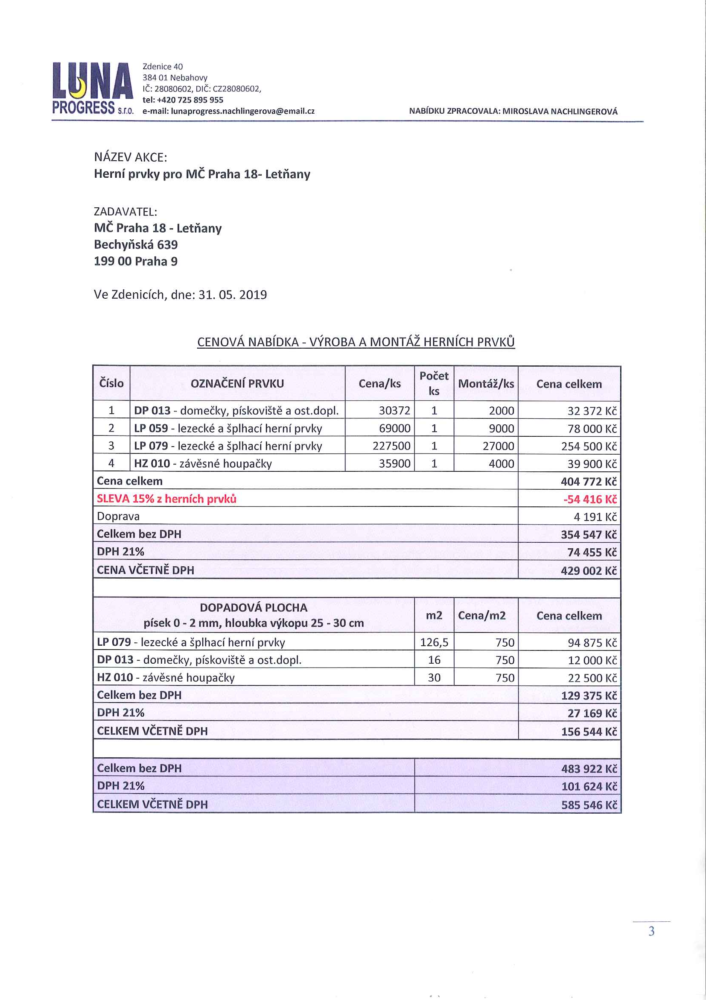 LUNA
PROGRESS s.r.o.
Zdenice 40
384 01 Nebahovy
IČ: 28080602, DIČ: CZ28080602,
tel: +420 725 895 955
e-mail: lunaprogress.nachlingerova@email.cz
NABÍDKU ZPRACOVALA: MIROSLAVA NACHLINGEROVÁ
NÁZEV AKCE:
Herní prvky pro MČ Praha 18- Letňany
ZADAVATEL:
MČ Praha 18 - Letňany
Bechyňská 639
199 00 Praha 9
Ve Zdenicích, dne: 31. 05. 2019
CENOVÁ NABÍDKA - VÝROBA A MONTÁŽ HERNÍCH PRVKŮ
Číslo OZNAČENÍ PRVKU Cena/ks Počet ks Montáž/ks Cena celkem
1 DP 013 - domečky, pískoviště a ost.dopl. 30372 1 2000 32 372 Kč
2 LP 059 - lezecké a šplhací herní prvky 69000 1 9000 78 000 Kč
3 LP 079 - lezecké a šplhací herní prvky 227500 1 27000 254 500 Kč
4 HZ 010 - závěsné houpačky 35900 1 4000 39 900 Kč
Cena celkem 404 772 Kč
SLEVA 15% z herních prvků -54 416 Kč
Doprava 4 191 Kč
Celkem bez DPH 354 547 Kč
DPH 21% 74 455 Kč
CENA VČETNĚ DPH 429 002 Kč
DOPADOVÁ PLOCHA
písek 0 - 2 mm, hloubka výkopu 25 - 30 cm m2 Cena/m2 Cena celkem
LP 079 - lezecké a šplhací herní prvky 126,5 750 94 875 Kč
DP 013 - domečky, pískoviště a ost.dopl. 16 750 12 000 Kč
HZ 010 - závěsné houpačky 30 750 22 500 Kč
Celkem bez DPH 129 375 Kč
DPH 21% 27 169 Kč
CELKEM VČETNĚ DPH 156 544 Kč
Celkem bez DPH 483 922 Kč
DPH 21% 101 624 Kč
CELKEM VČETNĚ DPH 585 546 Kč
3